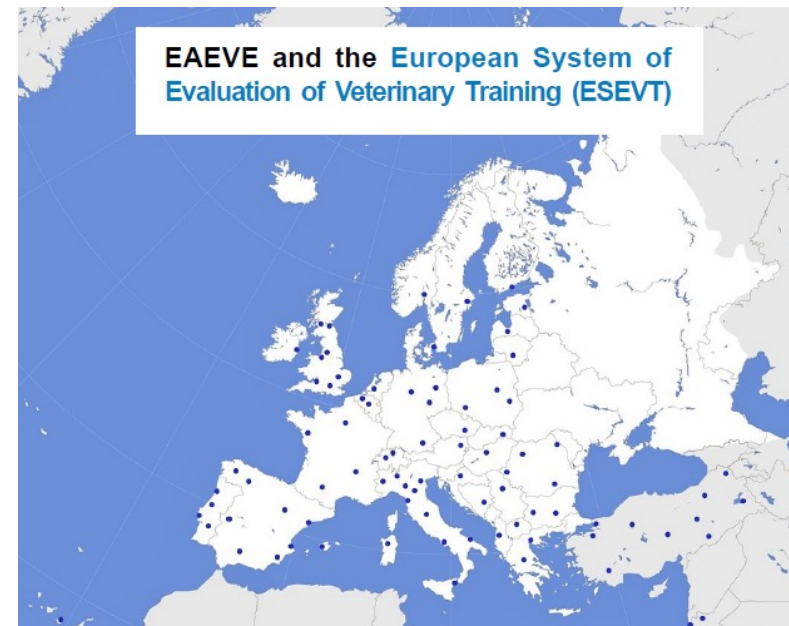 EAEVE and the European System of
Evaluation of Veterinary Training (ESEVT)